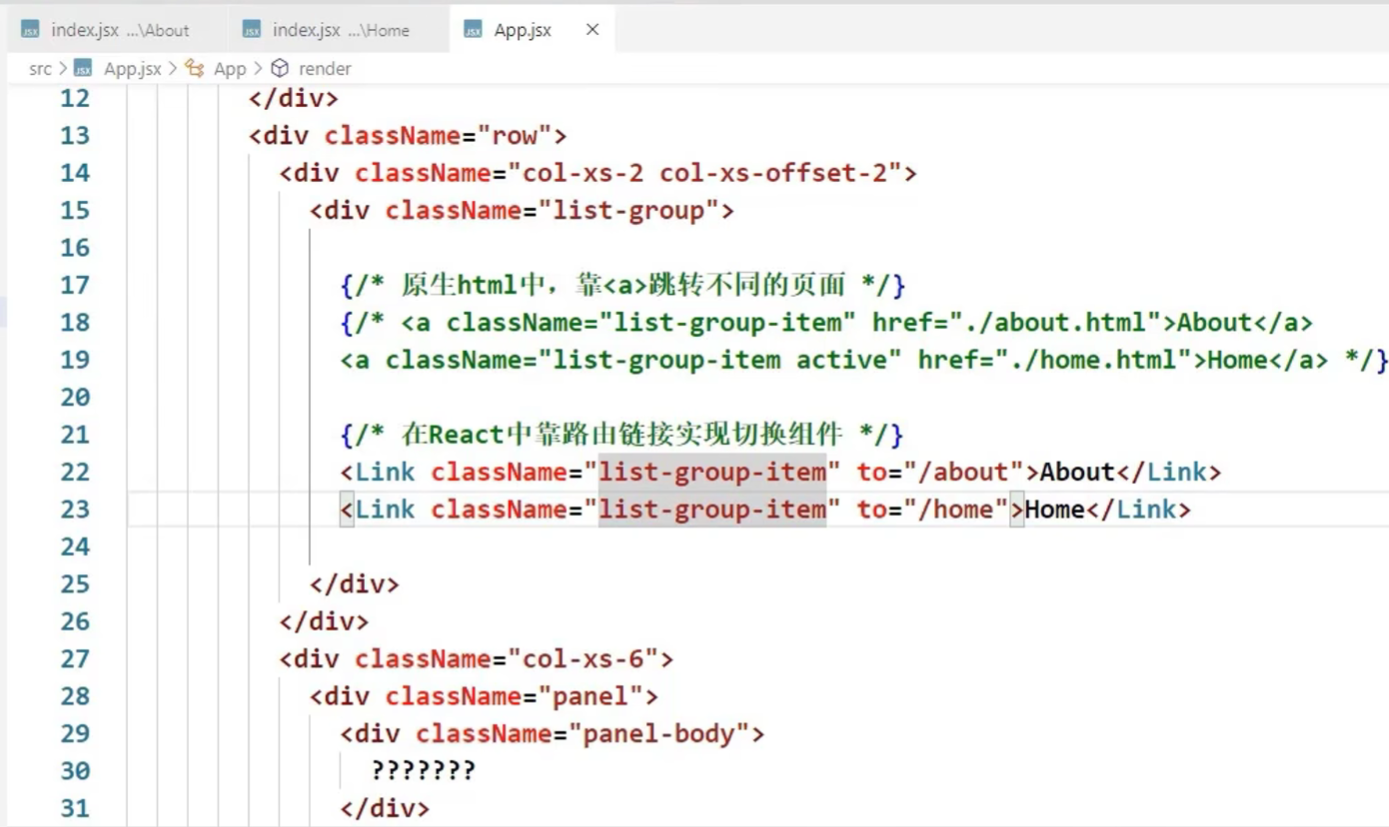 index.jsx ...\About index.jsx ...\Home App.jsx
src > App.jsx > App > render
12 </div>
13 <div className="row">
14 <div className="col-xs-2 col-xs-offset-2">
15 <div className="list-group">
16
17 {/* 原生html中，靠<a>跳转不同的页面 */}
18 {/* <a className="list-group-item" href="./about.html">About</a>
19 <a className="list-group-item active" href="./home.html">Home</a> */}
20
21 {/* 在React中靠路由链接实现切换组件 */}
22 <Link className="list-group-item" to="/about">About</Link>
23 <Link className="list-group-item" to="/home">Home</Link>
24
25 </div>
26 </div>
27 <div className="col-xs-6">
28 <div className="panel">
29 <div className="panel-body">
30 ???????
31 </div>